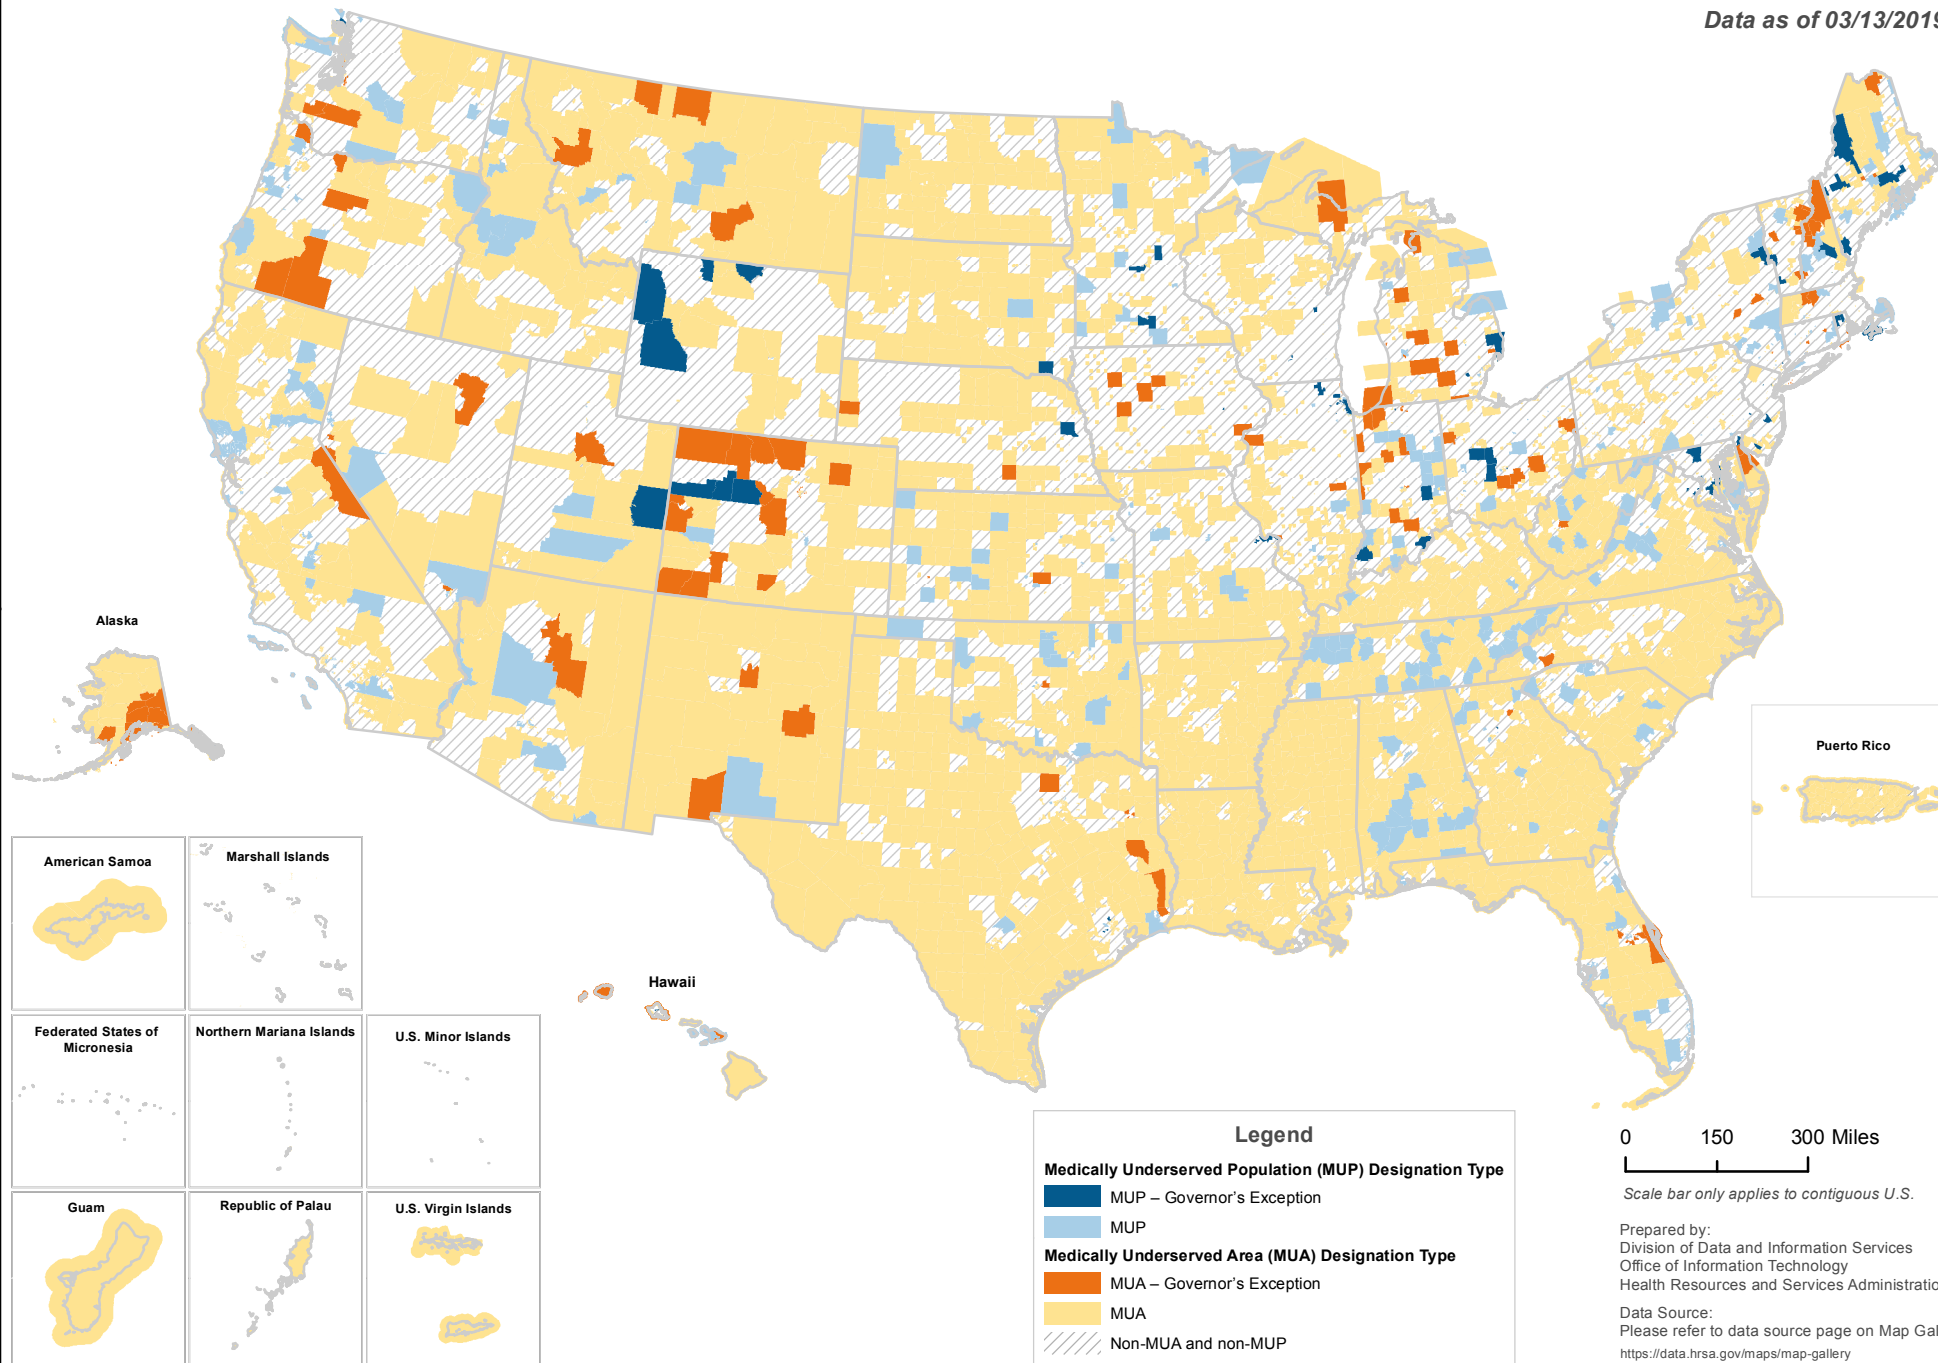 Data as of 03/13/2019
Alaska
Puerto Rico
American Samoa
Marshall Islands
Hawaii
Federated States of
Micronesia
Northern Mariana Islands
U.S. Minor Islands
Guam
Republic of Palau
U.S. Virgin Islands
Legend
Medically Underserved Population (MUP) Designation Type
MUP – Governor's Exception
MUP
Medically Underserved Area (MUA) Designation Type
MUA – Governor's Exception
MUA
Non-MUA and non-MUP
0 150 300 Miles
Scale bar only applies to contiguous U.S.
Prepared by:
Division of Data and Information Services
Office of Information Technology
Health Resources and Services Administratio
Data Source:
Please refer to data source page on Map Gal
https://data.hrsa.gov/maps/map-gallery